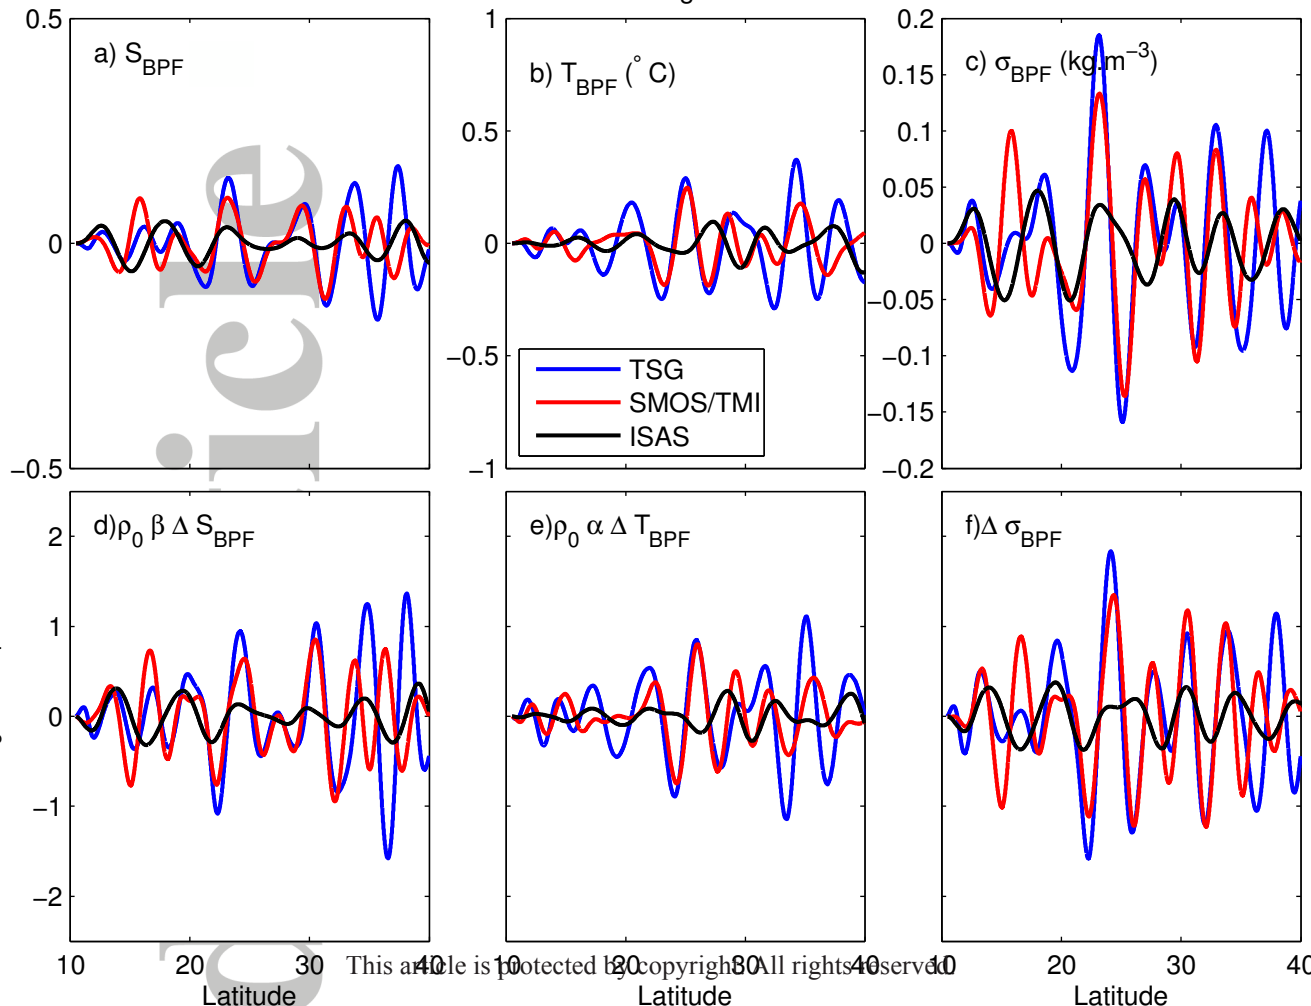 0.5
0
−0.5
a) S_BPF
1
0.5
0
−0.5
−1
b) T_BPF (° C)
TSG
SMOS/TMI
ISAS
0.2
0.15
0.1
0.05
0
−0.05
−0.1
−0.15
−0.2
c) σ_BPF (kg.m⁻³)
2
1
0
−1
−2
d)ρ₀ β Δ S_BPF
e)ρ₀ α Δ T_BPF
f)Δ σ_BPF
10 20 30 40
10 20 30 40
10 20 30 40
This article is protected by copyright. All rights reserved.
Latitude
Latitude
Latitude